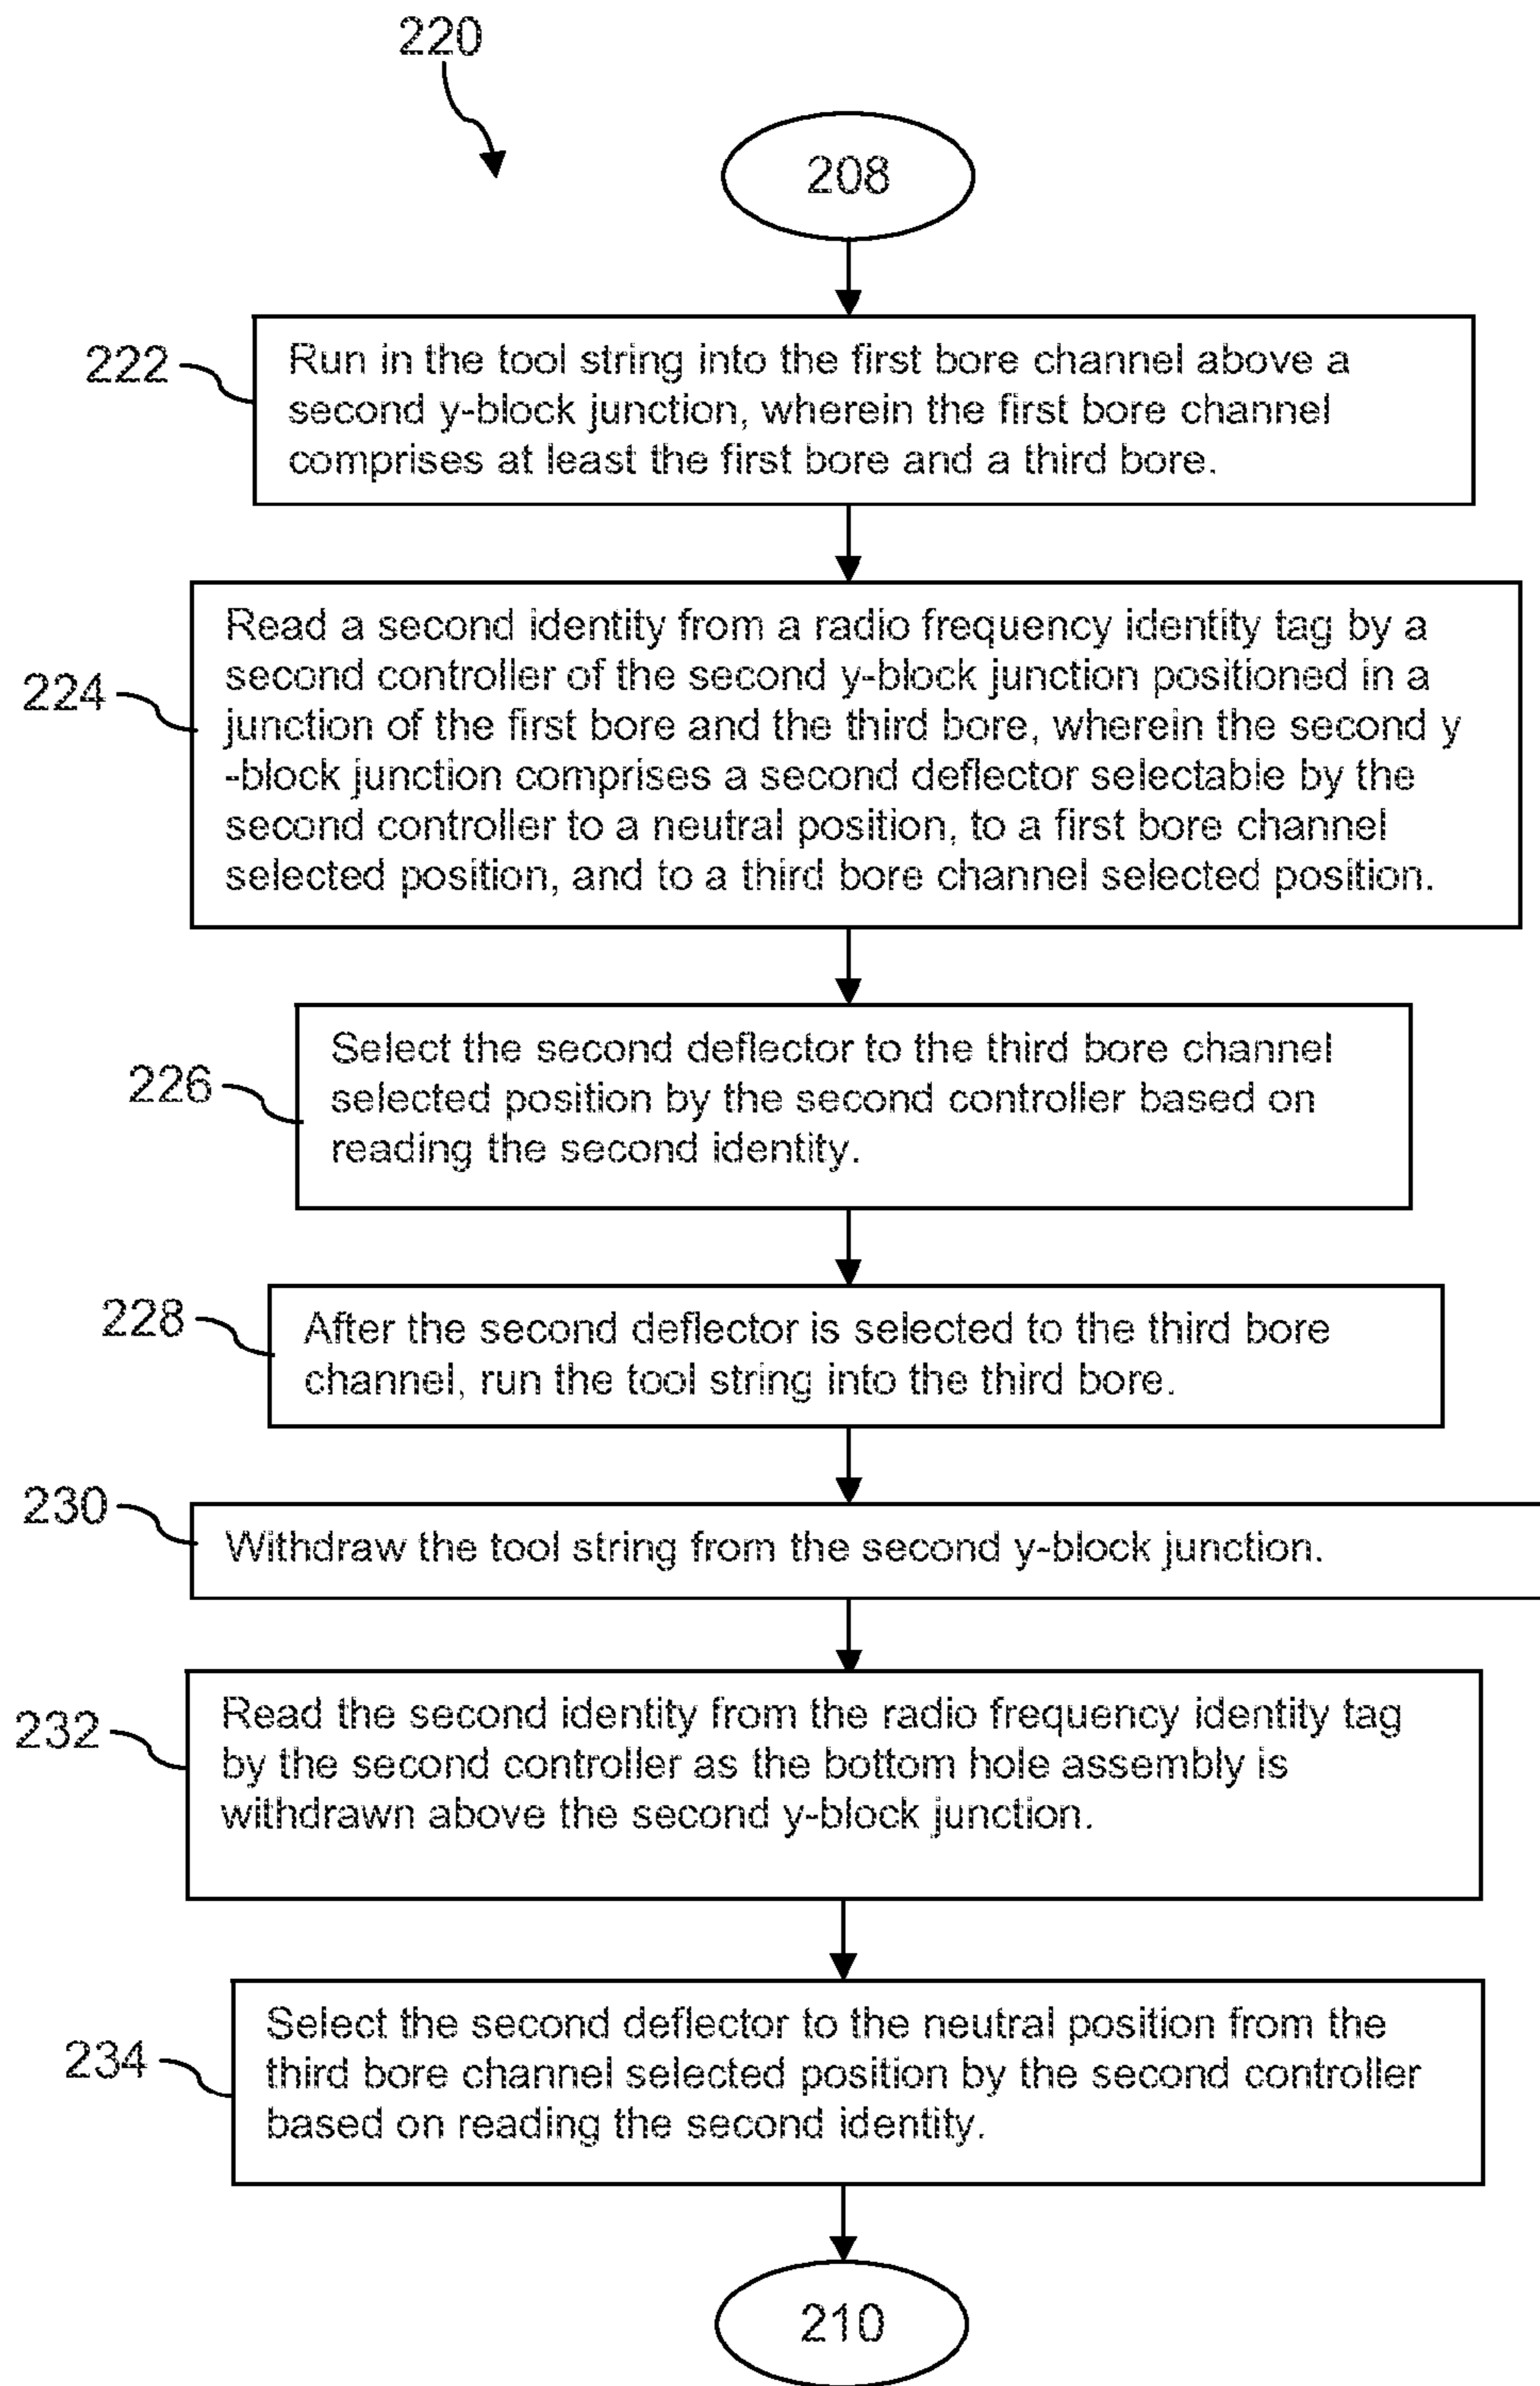 220
208
222
Run in the tool string into the first bore channel above a
second y-block junction, wherein the first bore channel
comprises at least the first bore and a third bore.
224
Read a second identity from a radio frequency identity tag by a
second controller of the second y-block junction positioned in a
junction of the first bore and the third bore, wherein the second y
-block junction comprises a second deflector selectable by the
second controller to a neutral position, to a first bore channel
selected position, and to a third bore channel selected position.
226
Select the second deflector to the third bore channel
selected position by the second controller based on
reading the second identity.
228
After the second deflector is selected to the third bore
channel, run the tool string into the third bore.
230
Withdraw the tool string from the second y-block junction.
232
Read the second identity from the radio frequency identity tag
by the second controller as the bottom hole assembly is
withdrawn above the second y-block junction.
234
Select the second deflector to the neutral position from the
third bore channel selected position by the second controller
based on reading the second identity.
210